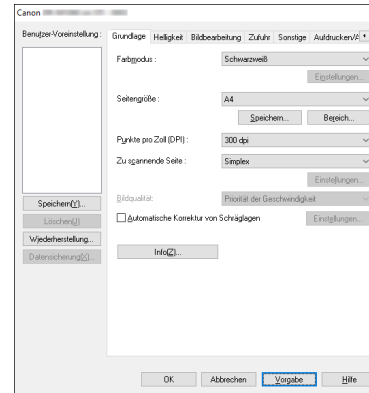 Canon
Benutzer-Voreinstellung :
Grundlage Helligkeit Bildbearbeitung Zufuhr Sonstige Aufdrucken/A
Farbmodus : Schwarzweiß
Einstellungen...
Seitengröße : A4
Speichern... Bereich...
Punkte pro Zoll (DPI) : 300 dpi
Zu scannende Seite : Simplex
Einstellungen...
Bildqualität: Priorität der Geschwindigkeit
Automatische Korrektur von Schräglagen Einstellungen...
Speichern(Y)...
Löschen(J)
Wiederherstellung...
Datensicherung(X)...
Info(Z)...
OK Abbrechen Vorgabe Hilfe